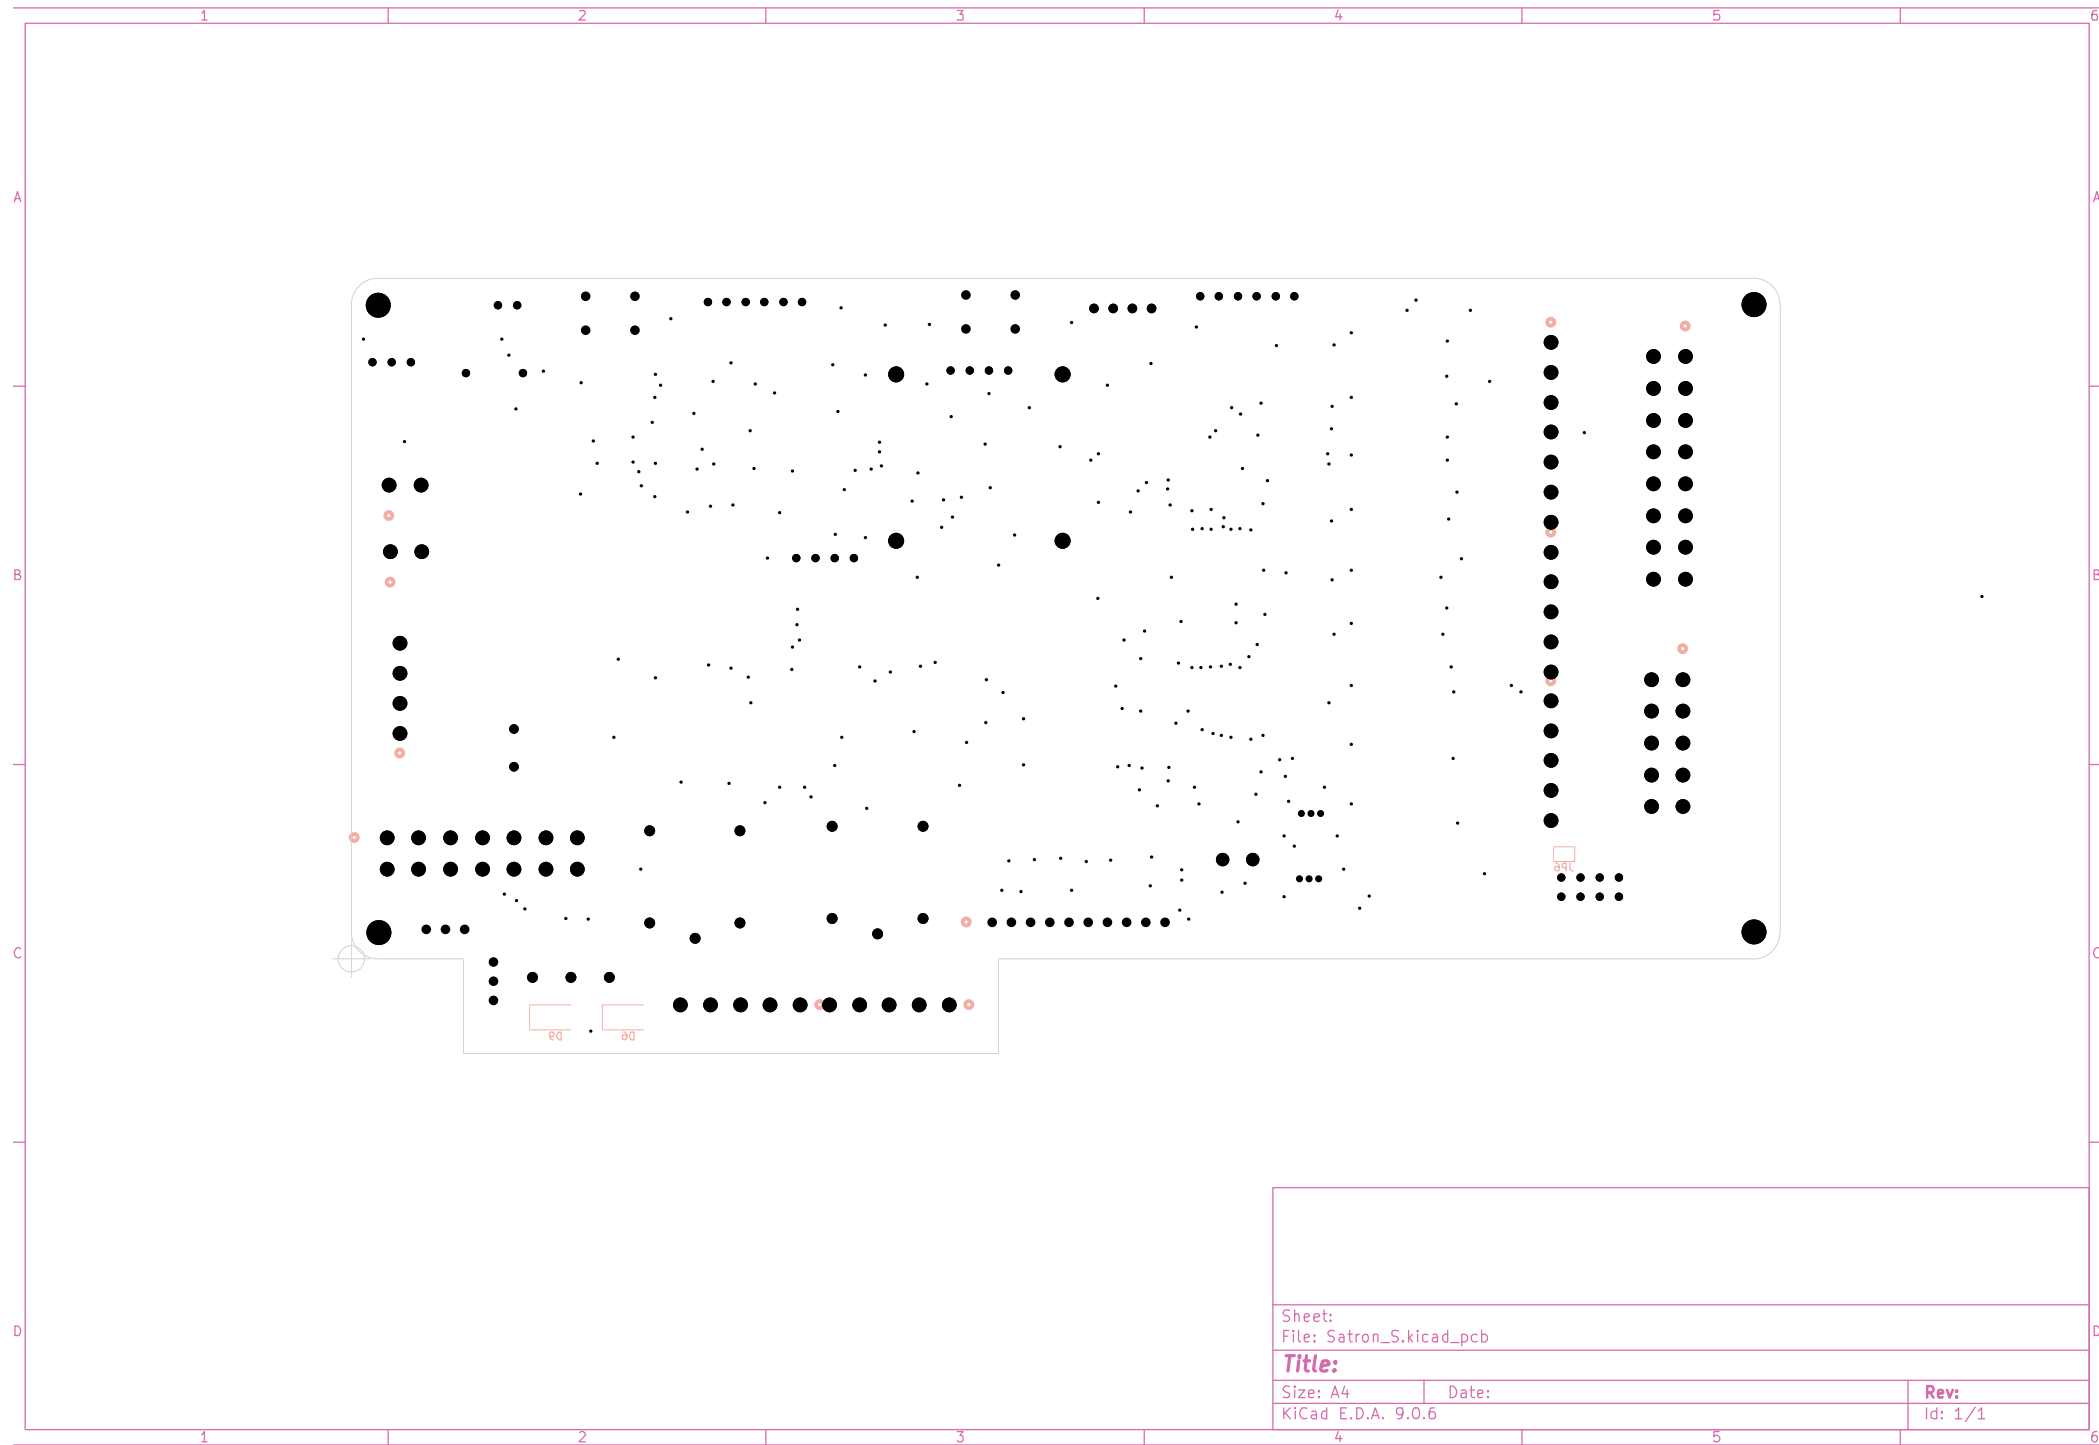 1 2 3 4 5 6
A A
B B
C C
D D
Sheet:
File: Satron_S.kicad_pcb
Title:
Size: A4 Date: Rev:
KiCad E.D.A. 9.0.6 Id: 1/1
1 2 3 4 5 6